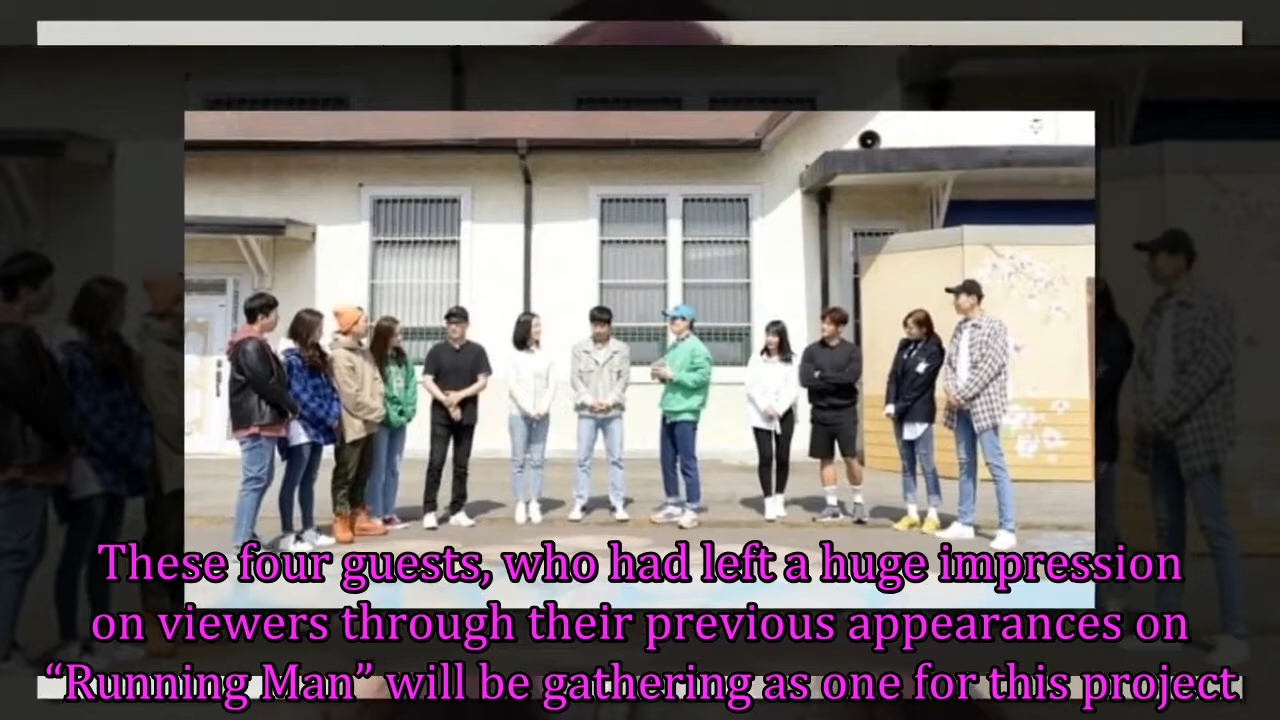 These four guests, who had left a huge impression
on viewers through their previous appearances on
“Running Man” will be gathering as one for this project